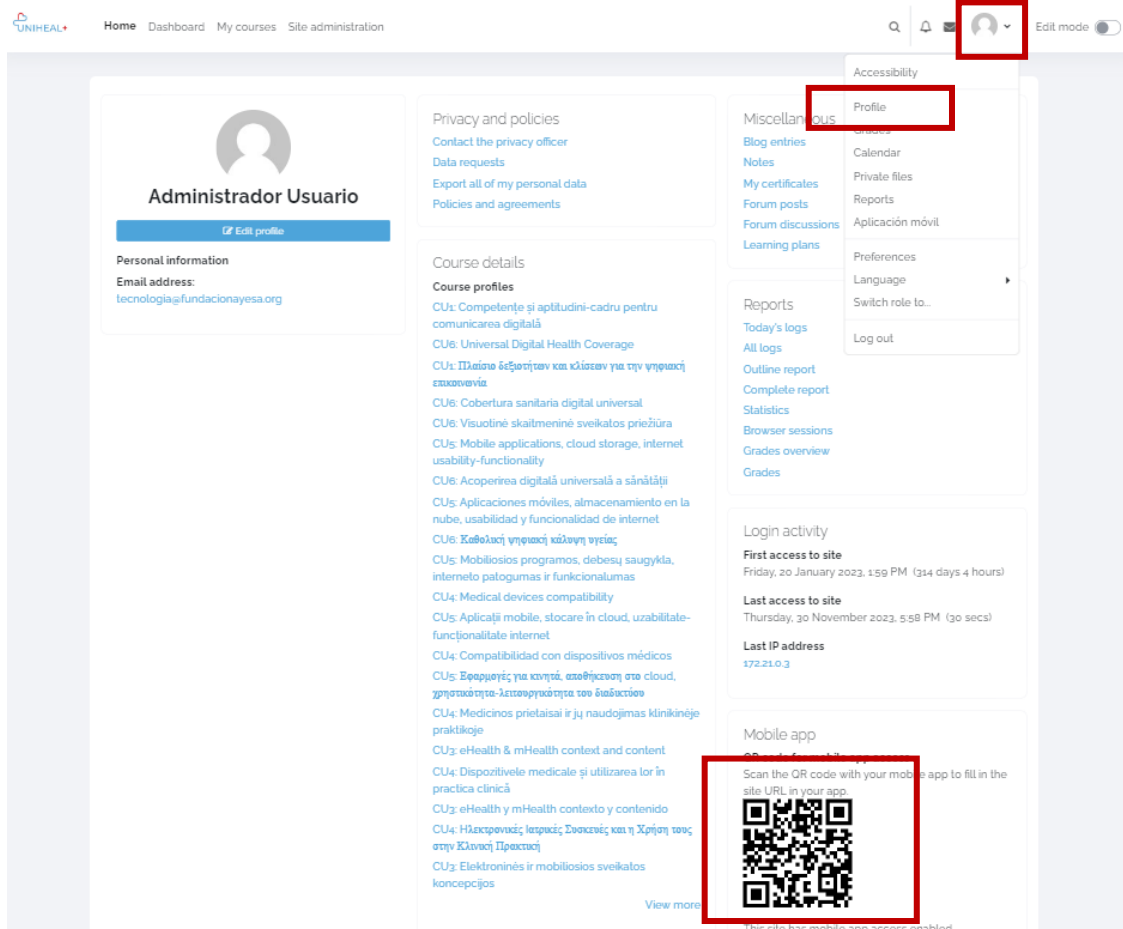 UNIHEAL+
Home Dashboard My courses Site administration
Edit mode
Accessibility
Profile
Grades
Calendar
Private files
Reports
Aplicación móvil
Preferences
Language
Switch role to...
Log out
Administrador Usuario
Edit profile
Personal information
Email address:
tecnologia@fundacionayesa.org
Privacy and policies
Contact the privacy officer
Data requests
Export all of my personal data
Policies and agreements
Course details
Course profiles
CU1: Competențe și aptitudini-cadru pentru
comunicarea digitală
CU6: Universal Digital Health Coverage
CU1: Πλαίσιο δεξιοτήτων και κλίσεων για την ψηφιακή
επικοινωνία
CU6: Cobertura sanitaria digital universal
CU6: Visuotinė skaitmeninė sveikatos priežiūra
CU5: Mobile applications, cloud storage, internet
usability-functionality
CU6: Acoperirea digitală universală a sănătății
CU5: Aplicaciones móviles, almacenamiento en la
nube, usabilidad y funcionalidad de internet
CU6: Καθολική ψηφιακή κάλυψη υγείας
CU5: Mobiliosios programos, debesų saugykla,
interneto patogumas ir funkcionalumas
CU4: Medical devices compatibility
CU5: Aplicații mobile, stocare în cloud, uzabilitate-
funcționalitate internet
CU4: Compatibilidad con dispositivos médicos
CU5: Εφαρμογές για κινητά, αποθήκευση στο cloud,
χρηστικότητα-λειτουργικότητα του διαδικτύου
CU4: Medicinos prietaisai ir jų naudojimas klinikinėje
praktikoje
CU3: eHealth & mHealth context and content
CU4: Dispozitivele medicale și utilizarea lor în
practica clinică
CU3: eHealth y mHealth contexto y contenido
CU4: Ηλεκτρονικές Ιατρικές Συσκευές και η Χρήση τους
στην Κλινική Πρακτική
CU3: Elektroninės ir mobiliosios sveikatos
koncepcijos
View more
Miscellaneous
Blog entries
Notes
My certificates
Forum posts
Forum discussions
Learning plans
Reports
Today's logs
All logs
Outline report
Complete report
Statistics
Browser sessions
Grades overview
Grades
Login activity
First access to site
Friday, 20 January 2023, 1:59 PM (314 days 4 hours)
Last access to site
Thursday, 30 November 2023, 5:58 PM (30 secs)
Last IP address
172.21.0.3
Mobile app
QR code for mobile app access
Scan the QR code with your mobile app to fill in the
site URL in your app.
This site has mobile app access enabled.